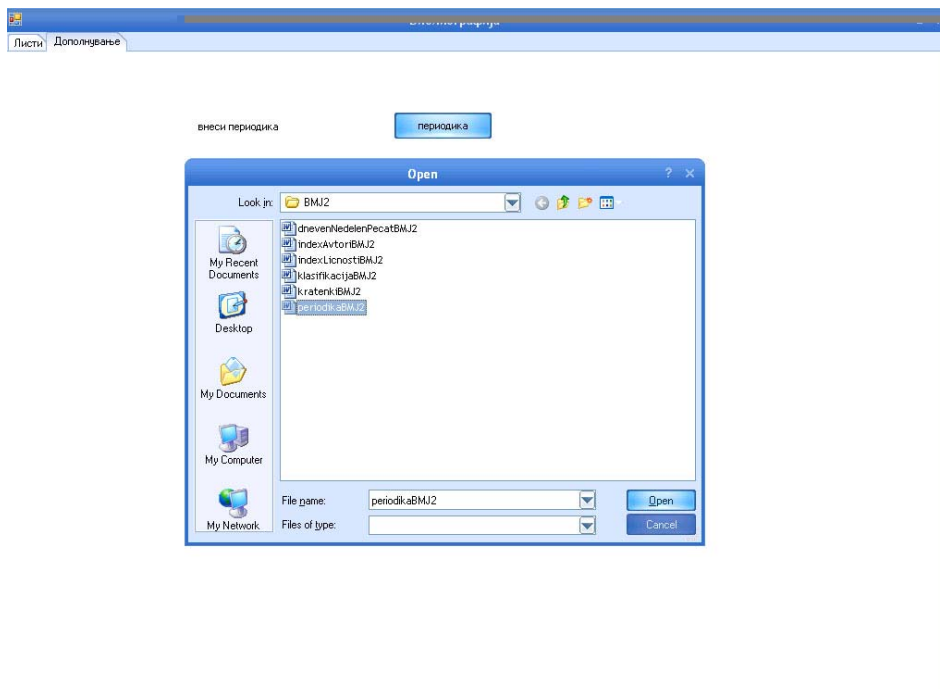 Библиографија
Листи Дополнување
внеси периодика периодика
Open
Look in: BMJ2
dnevenNedelenPecatBMJ2
indexAvtoriBMJ2
indexLicnostiBMJ2
klasifikacijaBMJ2
kratenkiBMJ2
periodikaBMJ2
My Recent
Documents
Desktop
My Documents
My Computer
My Network
File name: periodikaBMJ2 Open
Files of type: Cancel